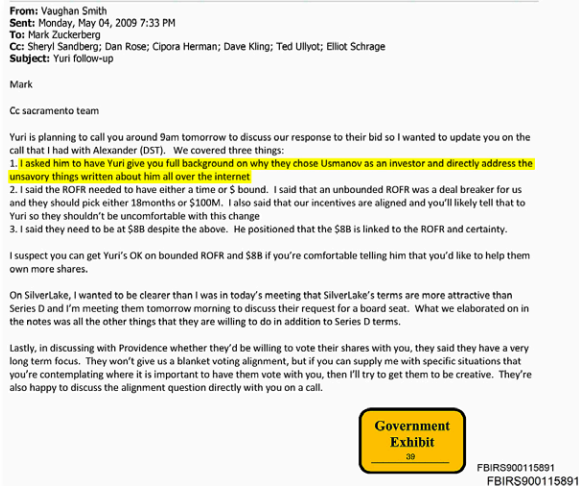 From: Vaughan Smith
Sent: Monday, May 04, 2009 7:33 PM
To: Mark Zuckerberg
Cc: Sheryl Sandberg; Dan Rose; Cipora Herman; Dave Kling; Ted Ullyot; Elliot Schrage
Subject: Yuri follow-up
Mark
Cc sacramento team
Yuri is planning to call you around 9am tomorrow to discuss our response to their bid so I wanted to update you on the
call that I had with Alexander (DST).  We covered three things:
1. I asked him to have Yuri give you full background on why they chose Usmanov as an investor and directly address the
unsavory things written about him all over the internet
2. I said the ROFR needed to have either a time or $ bound.  I said that an unbounded ROFR was a deal breaker for us
and they should pick either 18months or $100M.  I also said that our incentives are aligned and you'll likely tell that to
Yuri so they shouldn't be uncomfortable with this change
3. I said they need to be at $8B despite the above.  He positioned that the $8B is linked to the ROFR and certainty.
I suspect you can get Yuri's OK on bounded ROFR and $8B if you're comfortable telling him that you'd like to help them
own more shares.
On SilverLake, I wanted to be clearer than I was in today's meeting that SilverLake's terms are more attractive than
Series D and I'm meeting them tomorrow morning to discuss their request for a board seat.  What we elaborated on in
the notes was all the other things that they are willing to do in addition to Series D terms.
Lastly, in discussing with Providence whether they'd be willing to vote their shares with you, they said they have a very
long term focus.  They won't give us a blanket voting alignment, but if you can supply me with specific situations that
you're contemplating where it is important to have them vote with you, then I'll try to get them to be creative.  They're
also happy to discuss the alignment question directly with you on a call.
Government
Exhibit
39
FBIRS900115891
FBIRS900115891